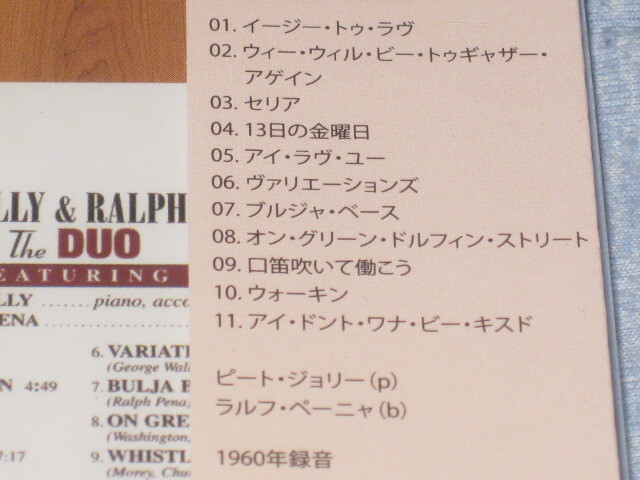 01. イージー・トゥ・ラヴ
02. ウィー・ウィル・ビー・トゥギャザー・
アゲイン
03. セリア
04. 13日の金曜日
05. アイ・ラヴ・ユー
06. ヴァリエーションズ
07. ブルジャ・ベース
08. オン・グリーン・ドルフィン・ストリート
09. 口笛吹いて働こう
10. ウォーキン
11. アイ・ドント・ワナ・ビー・キスド
ピート・ジョリー(p)
ラルフ・ペーニャ(b)
1960年録音
LLY & RALPH
The DUO
EATURING
LLY ....... piano, acco
ENA
6. VARIATI
(George Wal
N 4:49 7. BULJA B
(Ralph Pena,
8. ON GRE
(Washington,
7:17 9. WHISTL
(Morey, Chu